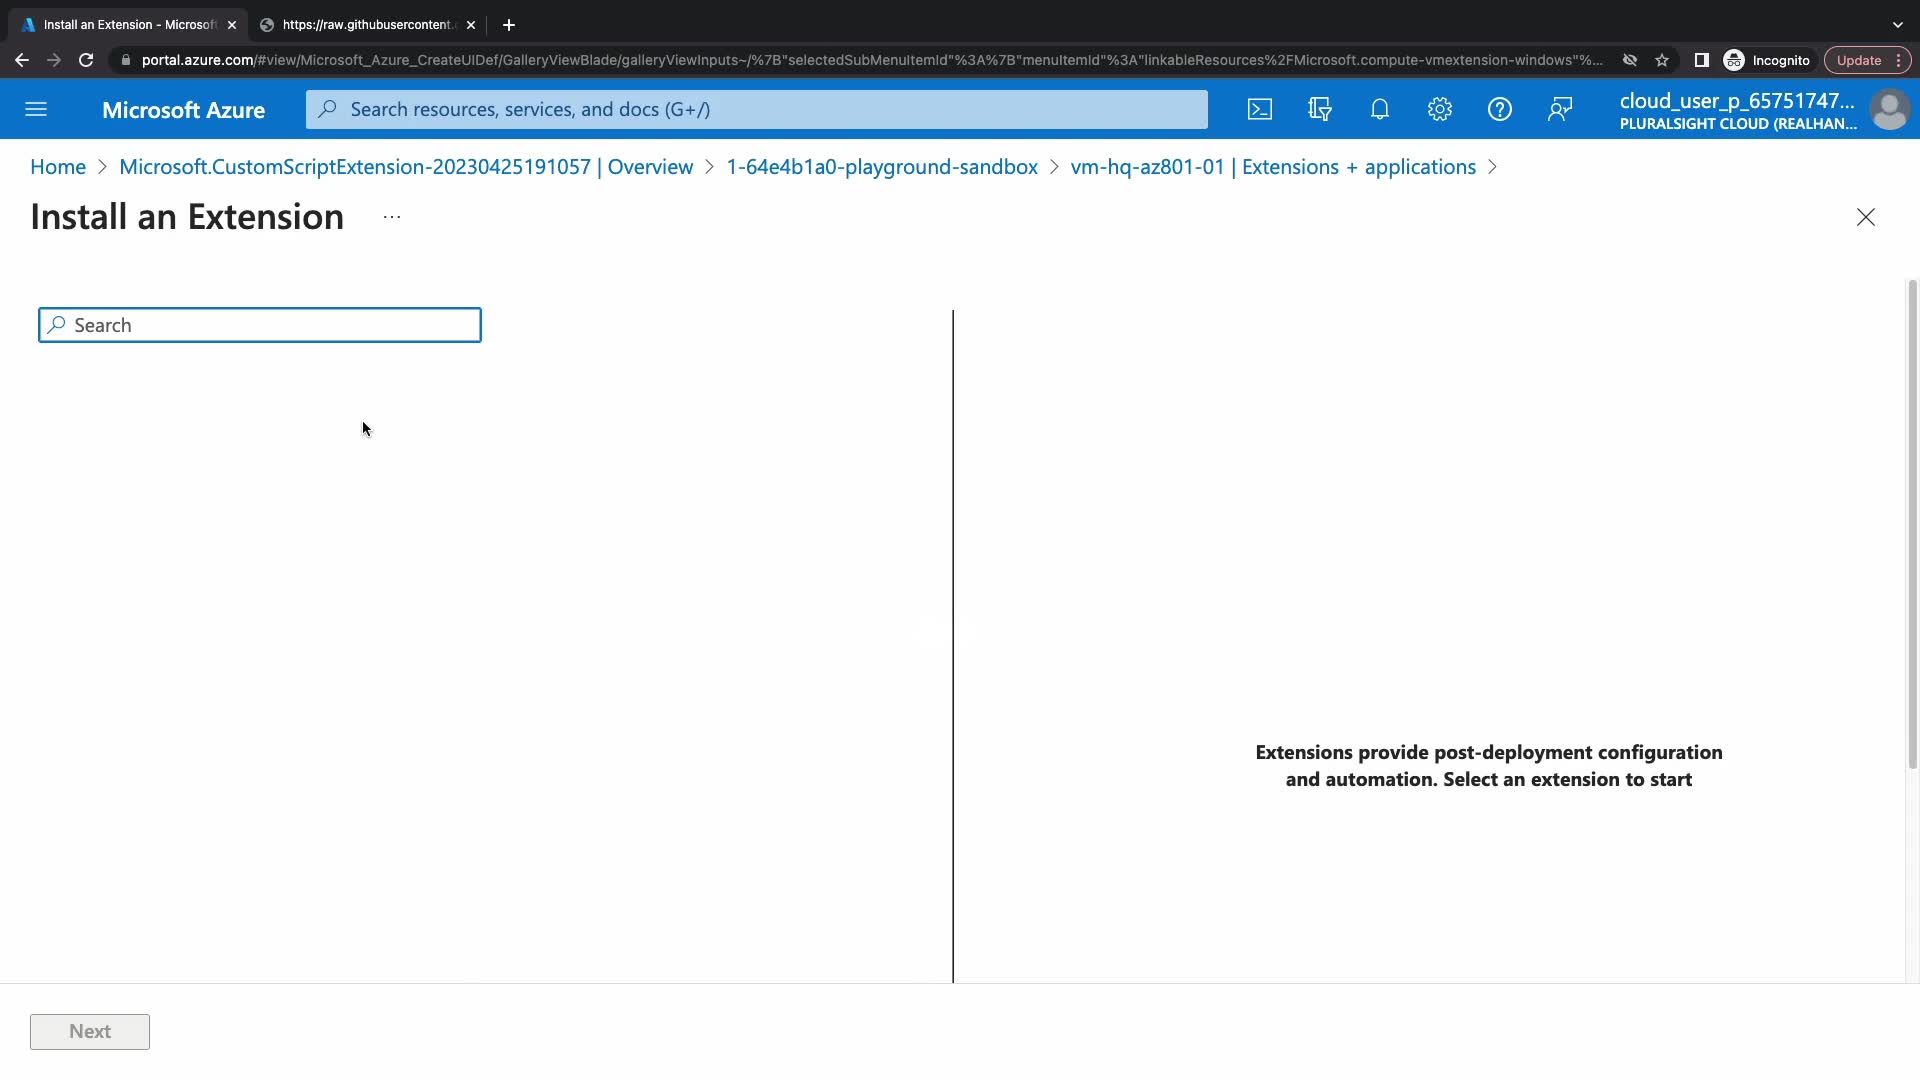 Install an Extension - Microsoft
https://raw.githubusercontent.
portal.azure.com/#view/Microsoft_Azure_CreateUIDef/GalleryViewBlade/galleryViewInputs~/%7B"selectedSubMenuItemId"%3A%7B"menuItemId"%3A"linkableResources%2FMicrosoft.compute-vmextension-windows"%...
Incognito
Update
Microsoft Azure
Search resources, services, and docs (G+/)
cloud_user_p_65751747...
PLURALSIGHT CLOUD (REALHAN...
Home > Microsoft.CustomScriptExtension-20230425191057 | Overview > 1-64e4b1a0-playground-sandbox > vm-hq-az801-01 | Extensions + applications >
Install an Extension ...
Search
Extensions provide post-deployment configuration
and automation. Select an extension to start
Next